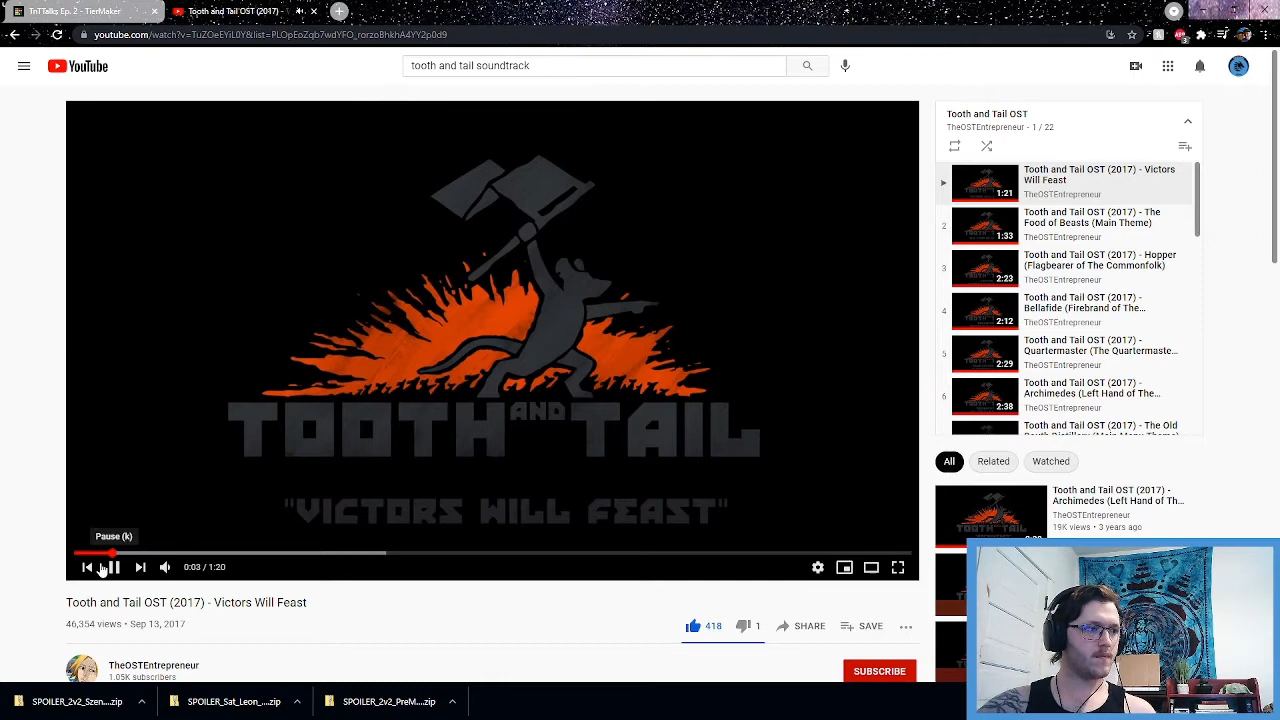 TnTTalks Ep. 2 - TierMaker
Tooth and Tail OST (2017) - Vi
youtube.com/watch?v=TuZOeEYiL0Y&list=PLOpEoZqb7wdYFO_rorzoBhkhA4YV2p0d9
YouTube
tooth and tail soundtrack
TOOTH AND TAIL
"VICTORS WILL FEAST"
Pause (k)
0:03 / 1:20
Tooth and Tail OST (2017) - Victors Will Feast
46,354 views • Sep 13, 2017
418
1
SHARE
SAVE
TheOSTEntrepreneur
1.05K subscribers
SUBSCRIBE
Tooth and Tail OST
TheOSTEntrepreneur - 1 / 22
1:21
Tooth and Tail OST (2017) - Victors
Will Feast
TheOSTEntrepreneur
2
1:33
Tooth and Tail OST (2017) - The
Food of Beasts (Main Theme)
TheOSTEntrepreneur
3
2:23
Tooth and Tail OST (2017) - Hopper
(Flagbearer of The Commonfolk)
TheOSTEntrepreneur
4
2:12
Tooth and Tail OST (2017) -
Bellafide (Firebrand of The...
TheOSTEntrepreneur
5
2:29
Tooth and Tail OST (2017) -
Quartermaster (The Quartermaste...
TheOSTEntrepreneur
6
2:38
Tooth and Tail OST (2017) -
Archimedes (Left Hand of The...
TheOSTEntrepreneur
Tooth and Tail OST (2017) - The Old
All
Related
Watched
Tooth and Tail OST (2017) -
Archimedes (Left Hand of Th...
TheOSTEntrepreneur
19K views • 3 years ago
SPOILER_2v2_Szen....zip
SPOILER_Sat_Leon_...zip
SPOILER_2v2_PreM....zip